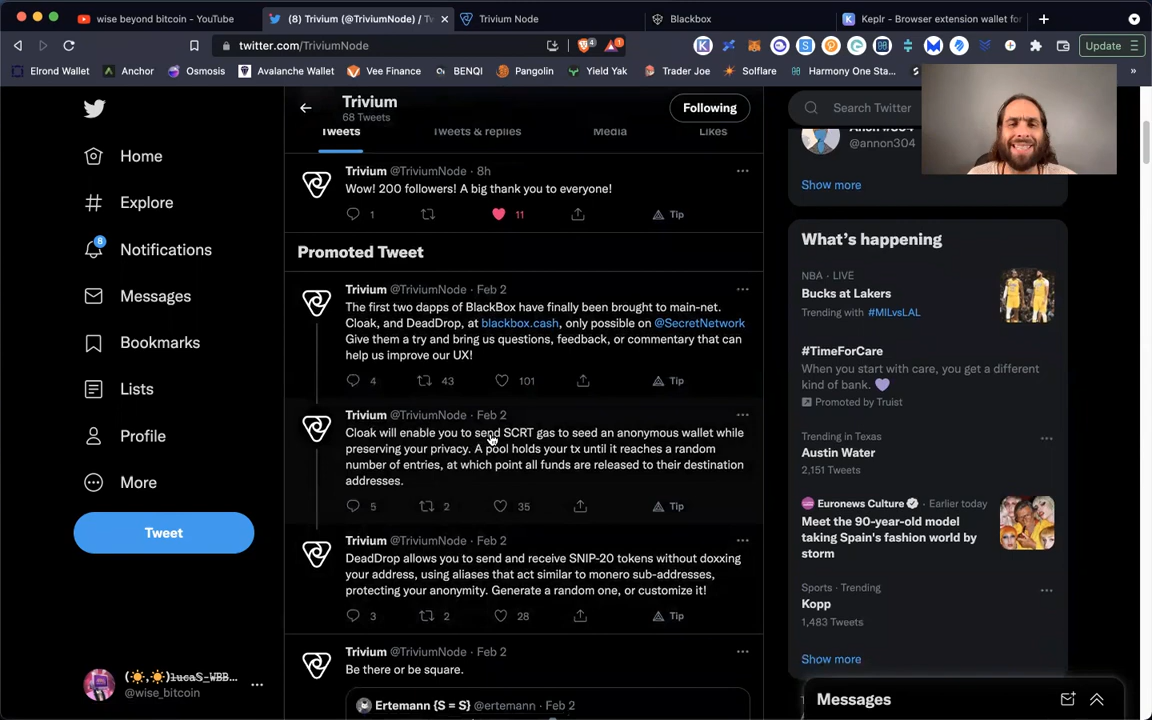 wise beyond bitcoin - YouTube
(8) Trivium (@TriviumNode) / Tw
Trivium Node
Blackbox
Keplr - Browser extension wallet for
twitter.com/TriviumNode
4
1
Update
Elrond Wallet
Anchor
Osmosis
Avalanche Wallet
Vee Finance
BENQI
Pangolin
Yield Yak
Trader Joe
Solflare
Harmony One Sta...
»
Home
Explore
8
Notifications
Messages
Bookmarks
Lists
Profile
More
Tweet
@wise_bitcoin
Trivium
68 Tweets
Following
Tweets
Tweets & replies
Media
Likes
Trivium @TriviumNode · 8h
Wow! 200 followers! A big thank you to everyone!
1
11
Tip
Promoted Tweet
Trivium @TriviumNode · Feb 2
The first two dapps of BlackBox have finally been brought to main-net.
Cloak, and DeadDrop, at blackbox.cash, only possible on @SecretNetwork
Give them a try and bring us questions, feedback, or commentary that can
help us improve our UX!
4
43
101
Tip
Trivium @TriviumNode · Feb 2
Cloak will enable you to send SCRT gas to seed an anonymous wallet while
preserving your privacy. A pool holds your tx until it reaches a random
number of entries, at which point all funds are released to their destination
addresses.
5
2
35
Tip
Trivium @TriviumNode · Feb 2
DeadDrop allows you to send and receive SNIP-20 tokens without doxxing
your address, using aliases that act similar to monero sub-addresses,
protecting your anonymity. Generate a random one, or customize it!
3
2
28
Tip
Trivium @TriviumNode · Feb 2
Be there or be square.
Ertemann {S = S} @ertemann · Feb 2
Search Twitter
@annon304
Show more
What's happening
NBA · LIVE
Bucks at Lakers
Trending with #MILvsLAL
#TimeForCare
When you start with care, you get a different
kind of bank.
Promoted by Truist
Trending in Texas
Austin Water
2,151 Tweets
Euronews Culture · Earlier today
Meet the 90-year-old model
taking Spain's fashion world by
storm
Sports · Trending
Kopp
1,483 Tweets
Show more
Messages